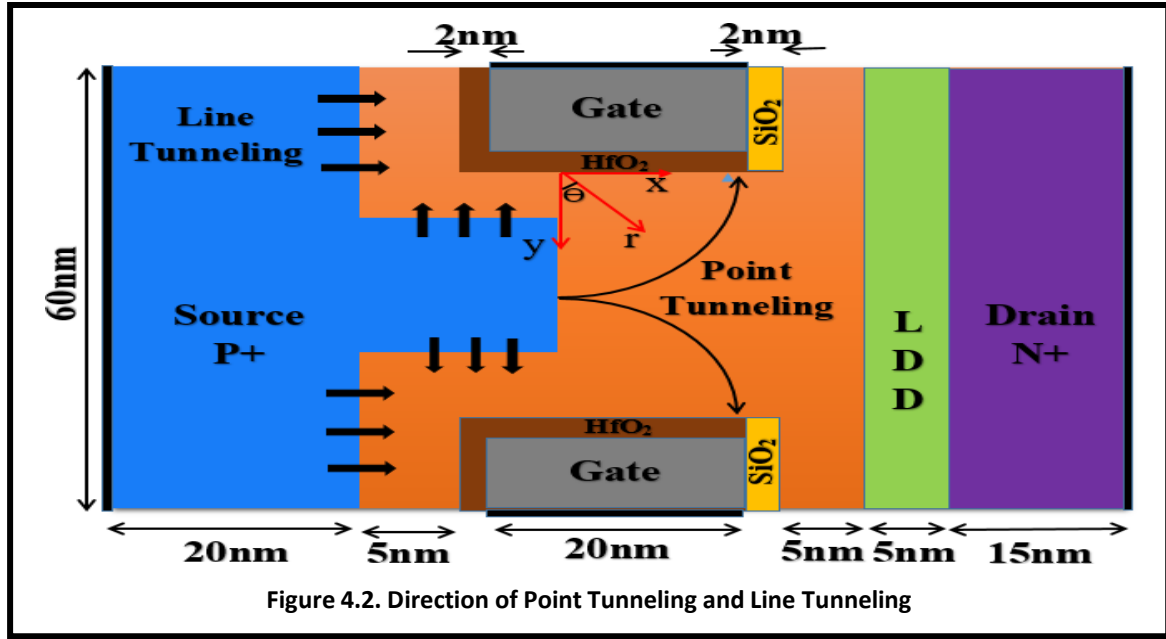 2nm
2nm
Gate
SiO2
HfO2
Line
Tunneling
x
Θ
y
r
60nm
Source
P+
Point
Tunneling
L
D
D
Drain
N+
HfO2
Gate
SiO2
20nm
5nm
20nm
5nm
5nm
15nm
Figure 4.2. Direction of Point Tunneling and Line Tunneling